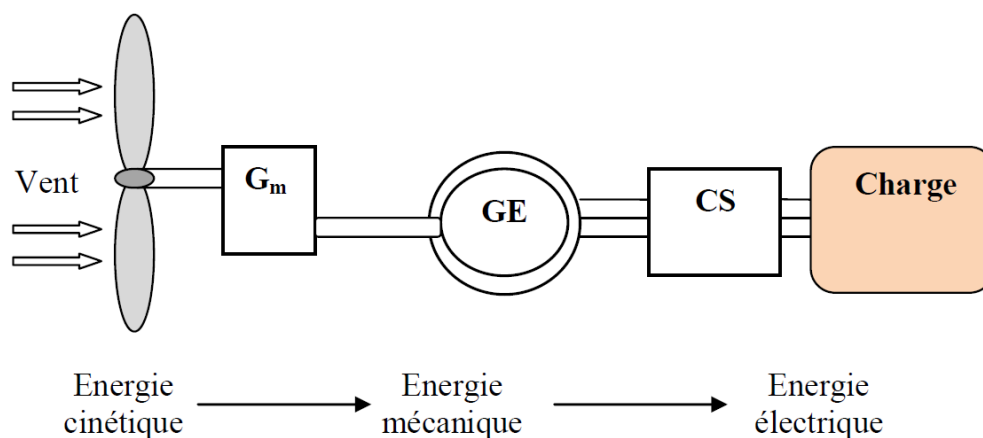 Vent
Gm
GE
CS
Charge
Energie
cinétique
Energie
mécanique
Energie
électrique